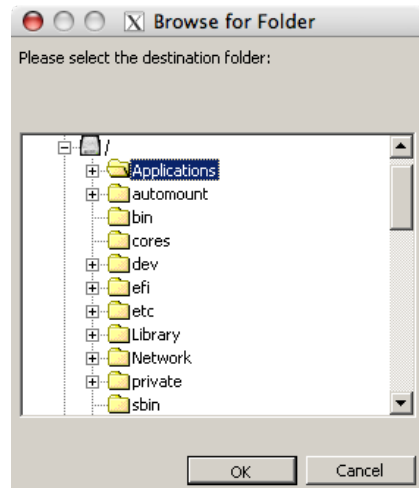 Browse for Folder
Please select the destination folder:
/
Applications
automount
bin
cores
dev
efi
etc
Library
Network
private
sbin
OK
Cancel